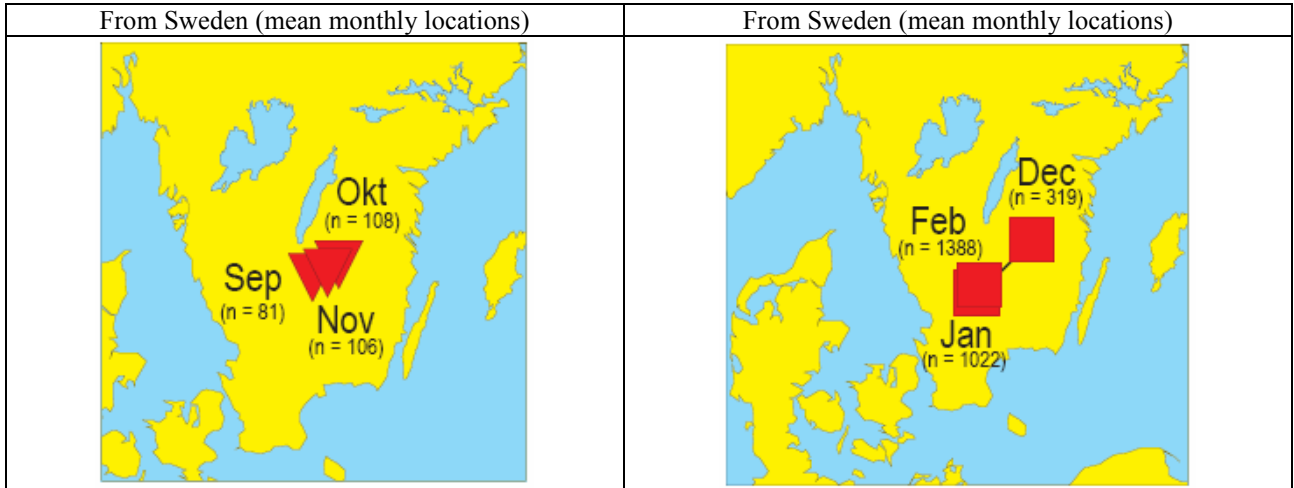 From Sweden (mean monthly locations)
From Sweden (mean monthly locations)
Okt
(n = 108)
Sep
(n = 81)
Nov
(n = 106)
Dec
(n = 319)
Feb
(n = 1388)
Jan
(n = 1022)